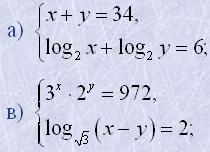 а) { x + y = 34,
log₂ x + log₂ y = 6;
в) { 3ˣ · 2ʸ = 972,
log_√3 (x − y) = 2;